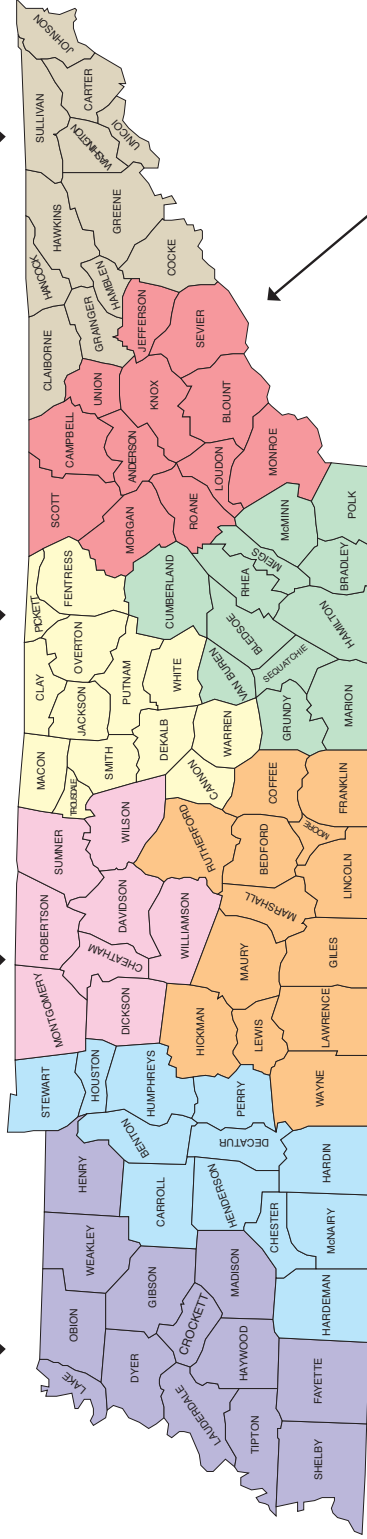 JOHNSON
SULLIVAN
CARTER
WASHINGTON
UNICOI
HAWKINS
GREENE
HANCOCK
HAMBLEN
COCKE
CLAIBORNE
GRAINGER
JEFFERSON
SEVIER
UNION
KNOX
CAMPBELL
ANDERSON
BLOUNT
LOUDON
MONROE
SCOTT
MORGAN
ROANE
McMINN
POLK
MEIGS
BRADLEY
PICKETT
FENTRESS
CUMBERLAND
RHEA
HAMILTON
BLEDSOE
OVERTON
CLAY
PUTNAM
WHITE
VAN BUREN
SEQUATCHIE
JACKSON
GRUNDY
MARION
MACON
TROUSDALE
SMITH
DEKALB
WARREN
CANNON
COFFEE
FRANKLIN
SUMNER
WILSON
RUTHERFORD
BEDFORD
MOORE
LINCOLN
ROBERTSON
DAVIDSON
CHEATHAM
WILLIAMSON
MARSHALL
MAURY
GILES
MONTGOMERY
DICKSON
HICKMAN
LEWIS
LAWRENCE
STEWART
HOUSTON
HUMPHREYS
PERRY
WAYNE
HENRY
BENTON
DECATUR
HARDIN
CARROLL
HENDERSON
CHESTER
McNAIRY
WEAKLEY
GIBSON
MADISON
HARDEMAN
OBION
CROCKETT
DYER
HAYWOOD
FAYETTE
LAKE
LAUDERDALE
TIPTON
SHELBY